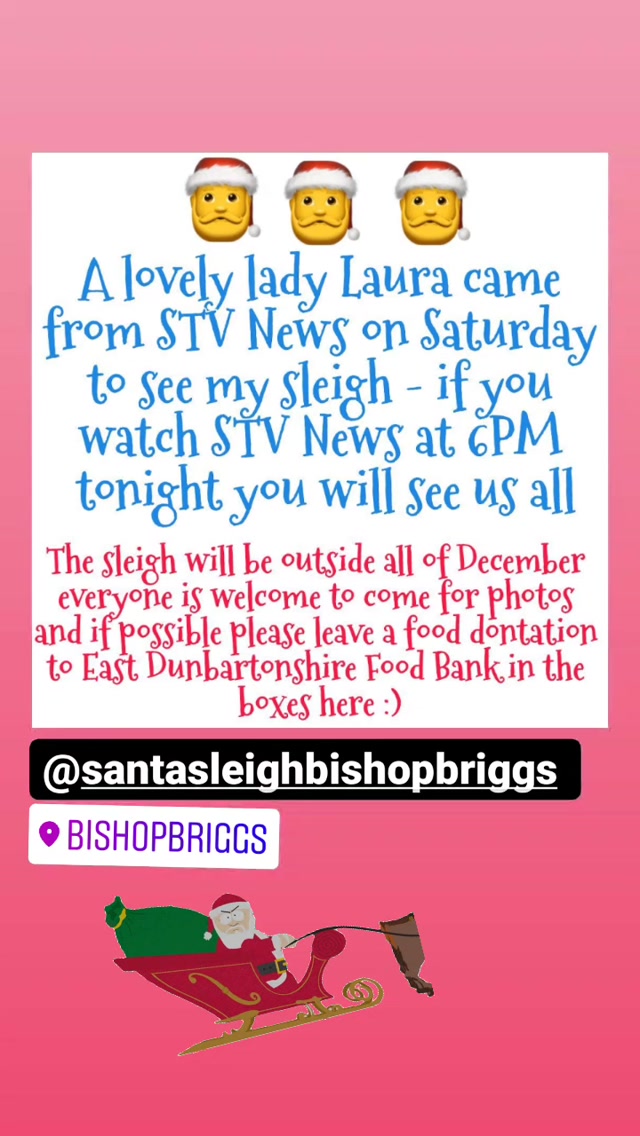 A lovely lady Laura came
from STV News on Saturday
to see my sleigh - if you
watch STV News at 6PM
tonight you will see us all
The sleigh will be outside all of December
everyone is welcome to come for photos
and if possible please leave a food dontation
to East Dunbartonshire Food Bank in the
boxes here :)
@santasleighbishopbriggs
BISHOPBRIGGS